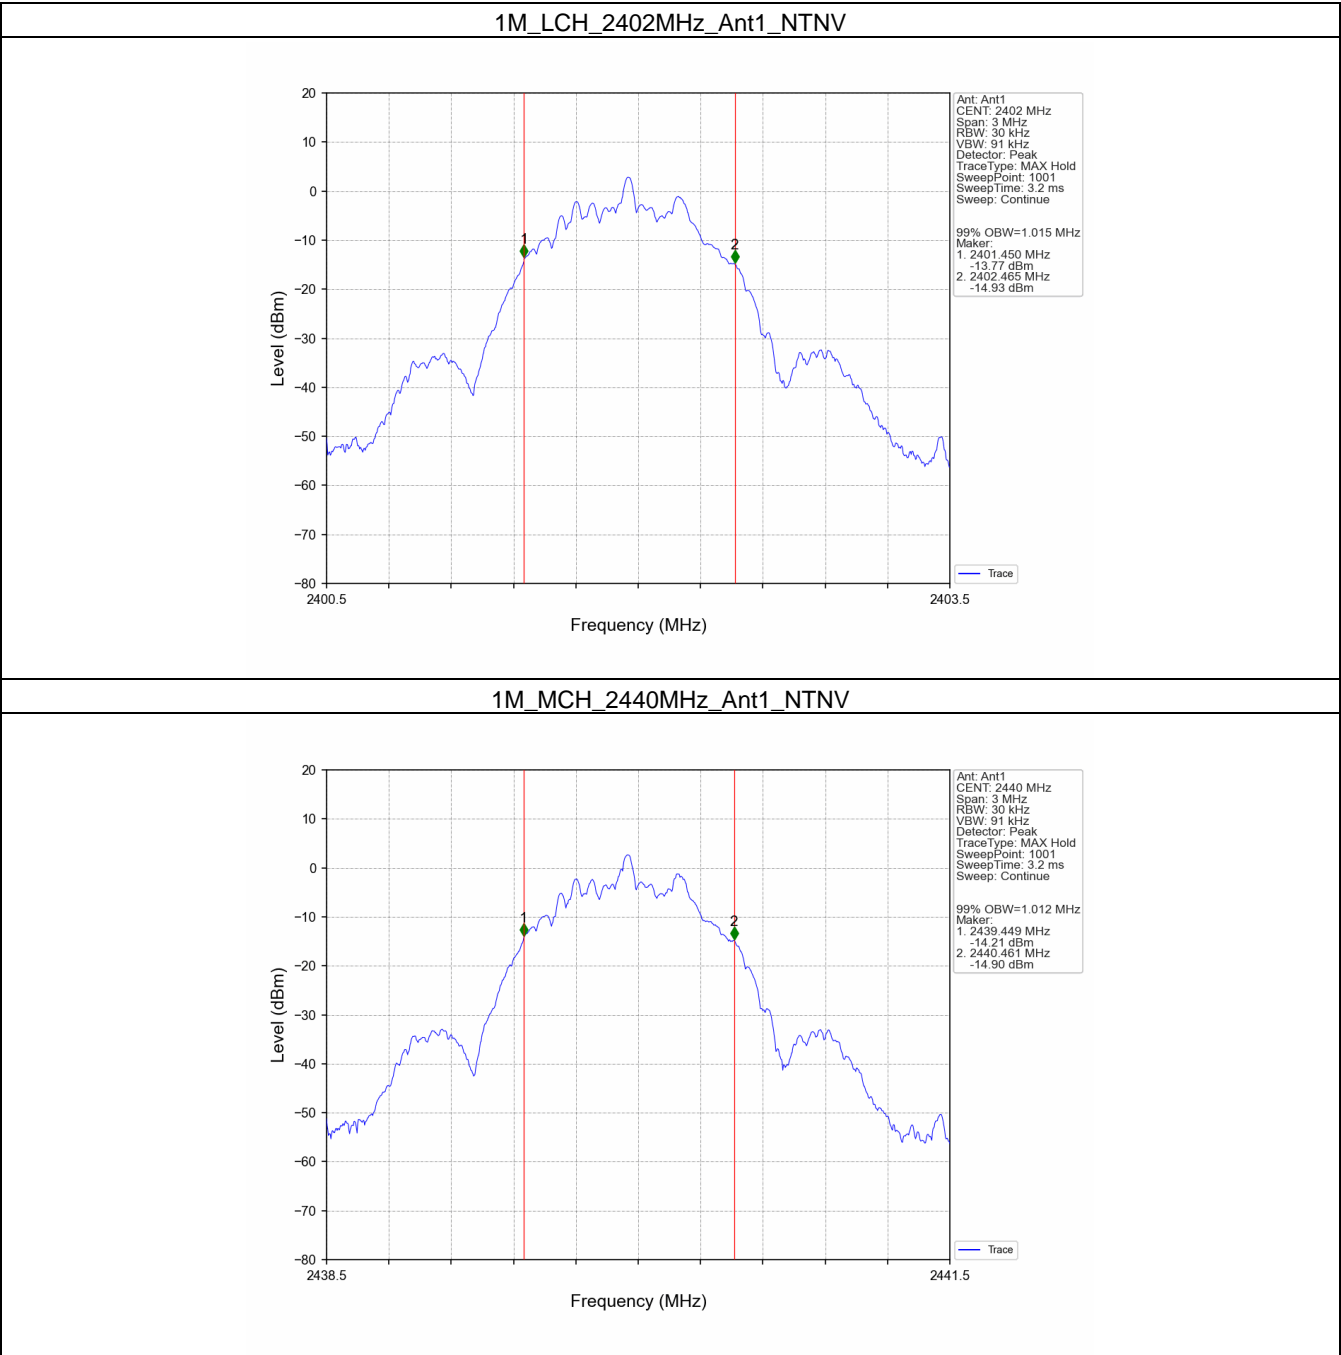 1M_LCH_2402MHz_Ant1_NTNV
20
10
0
−10
−20
−30
−40
−50
−60
−70
−80
Level (dBm)
1
2
2400.5
2403.5
Frequency (MHz)
Ant: Ant1
CENT: 2402 MHz
Span: 3 MHz
RBW: 30 kHz
VBW: 91 kHz
Detector: Peak
TraceType: MAX Hold
SweepPoint: 1001
SweepTime: 3.2 ms
Sweep: Continue
99% OBW=1.015 MHz
Maker:
1. 2401.450 MHz
-13.77 dBm
2. 2402.465 MHz
-14.93 dBm
Trace
1M_MCH_2440MHz_Ant1_NTNV
20
10
0
−10
−20
−30
−40
−50
−60
−70
−80
Level (dBm)
1
2
2438.5
2441.5
Frequency (MHz)
Ant: Ant1
CENT: 2440 MHz
Span: 3 MHz
RBW: 30 kHz
VBW: 91 kHz
Detector: Peak
TraceType: MAX Hold
SweepPoint: 1001
SweepTime: 3.2 ms
Sweep: Continue
99% OBW=1.012 MHz
Maker:
1. 2439.449 MHz
-14.21 dBm
2. 2440.461 MHz
-14.90 dBm
Trace